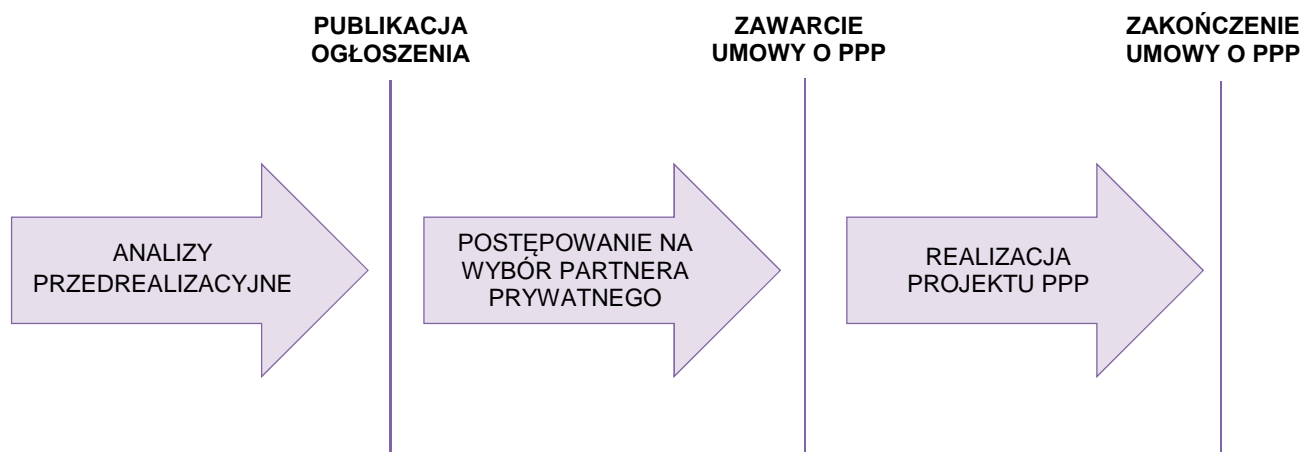 PUBLIKACJA
OGŁOSZENIA
ZAWARCIE
UMOWY O PPP
ZAKOŃCZENIE
UMOWY O PPP
ANALIZY
PRZEDREALIZACYJNE
POSTĘPOWANIE NA
WYBÓR PARTNERA
PRYWATNEGO
REALIZACJA
PROJEKTU PPP